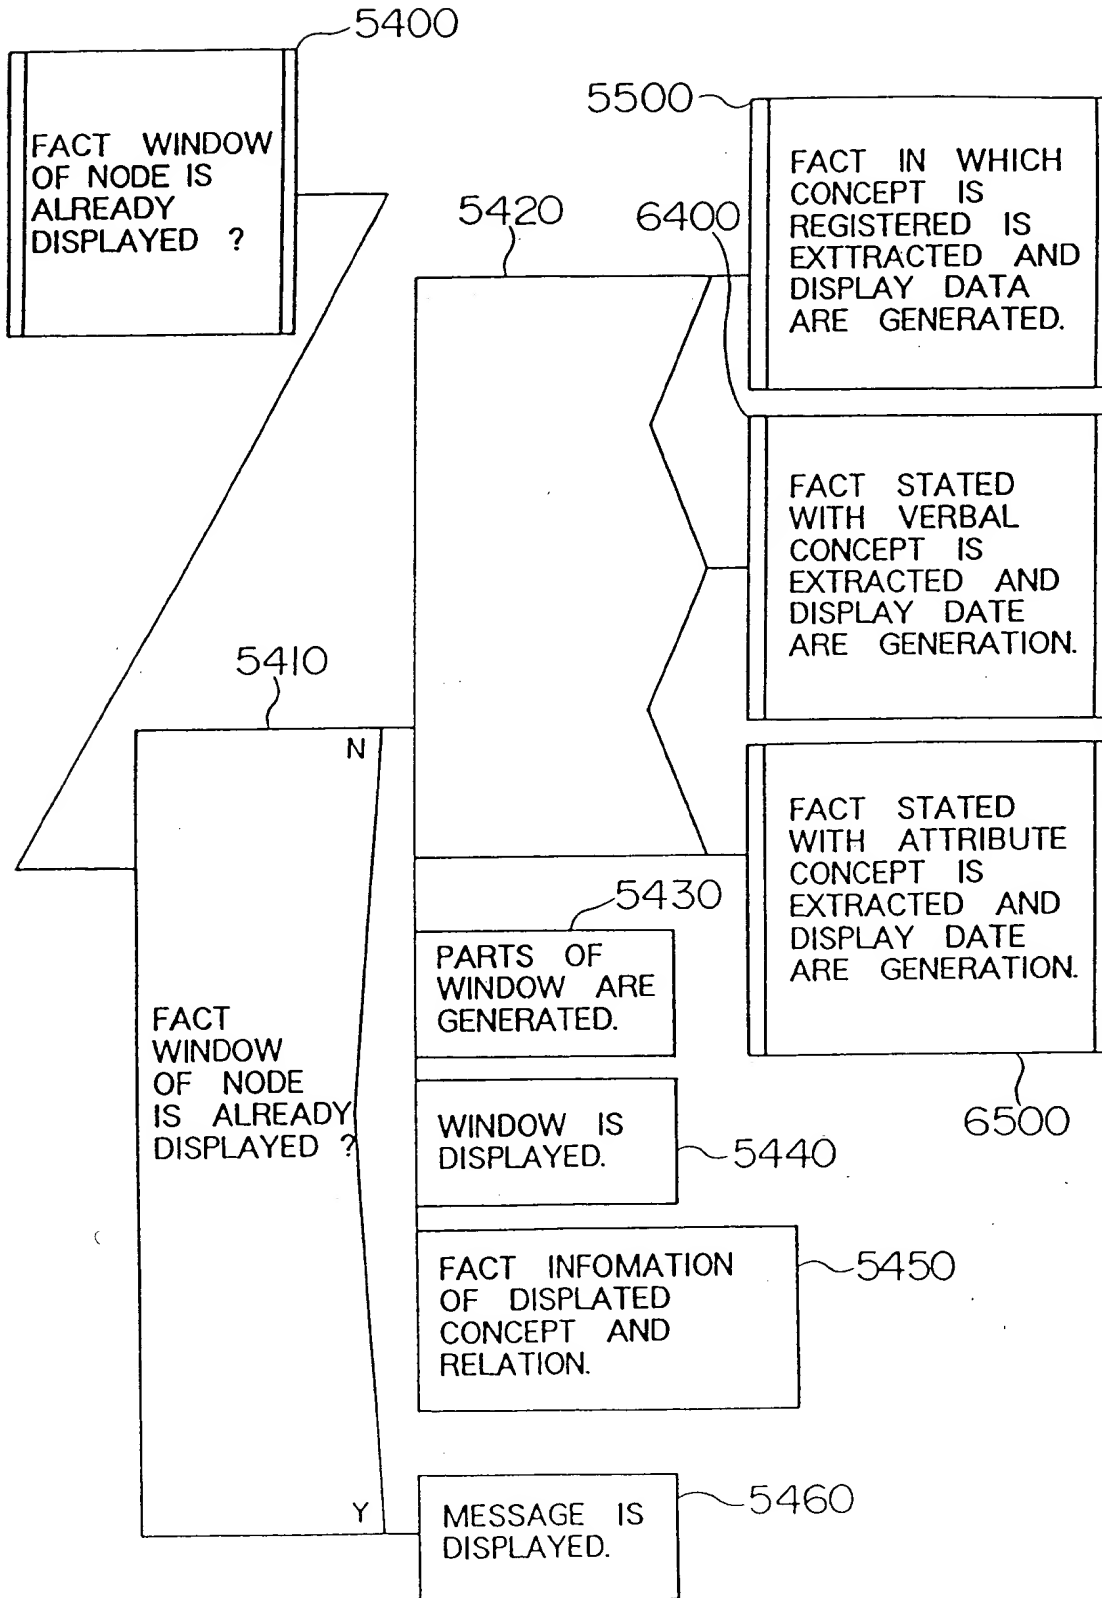 5400
FACT WINDOW
OF NODE IS
ALREADY
DISPLAYED ?
5500
FACT IN WHICH
CONCEPT IS
REGISTERED IS
EXTTRACTED AND
DISPLAY DATA
ARE GENERATED.
5420
6400
FACT STATED
WITH VERBAL
CONCEPT IS
EXTRACTED AND
DISPLAY DATE
ARE GENERATION.
5410
N
FACT
WINDOW
OF NODE
IS ALREADY
DISPLAYED ?
Y
FACT STATED
WITH ATTRIBUTE
CONCEPT IS
EXTRACTED AND
DISPLAY DATE
ARE GENERATION.
6500
5430
PARTS OF
WINDOW ARE
GENERATED.
WINDOW IS
DISPLAYED.
5440
FACT INFOMATION
OF DISPLATED
CONCEPT AND
RELATION.
5450
MESSAGE IS
DISPLAYED.
5460